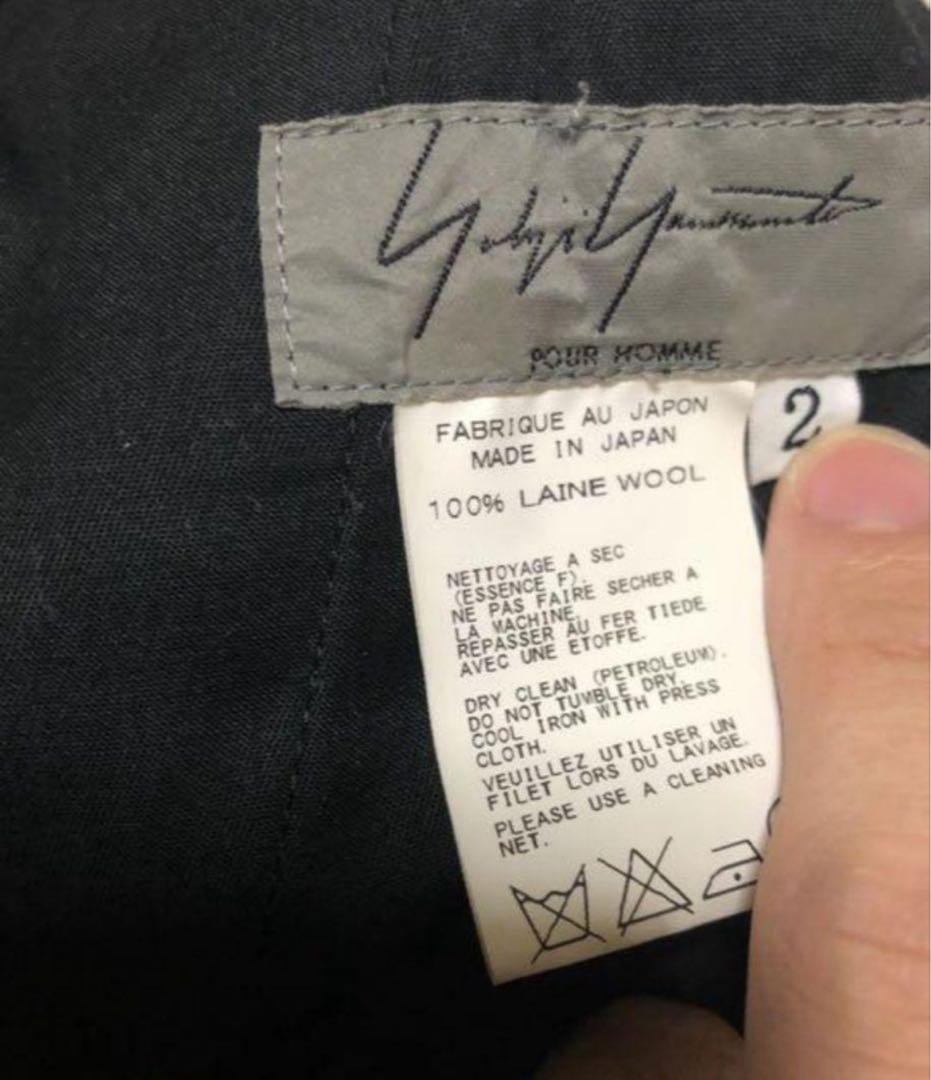 Yohji Yamamoto
POUR HOMME
2
FABRIQUE AU JAPON
MADE IN JAPAN
100% LAINE WOOL
NETTOYAGE A SEC
(ESSENCE F).
NE PAS FAIRE SECHER A
LA MACHINE.
REPASSER AU FER TIEDE
AVEC UNE ETOFFE.
DRY CLEAN (PETROLEUM).
DO NOT TUMBLE DRY.
COOL IRON WITH PRESS
CLOTH.
VEUILLEZ UTILISER UN
FILET LORS DU LAVAGE.
PLEASE USE A CLEANING
NET.